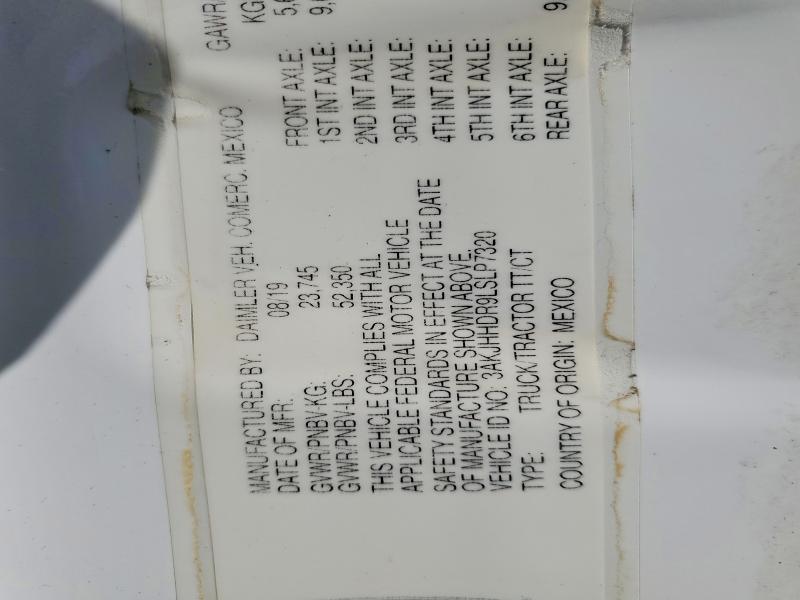 MANUFACTURED BY: DAIMLER VEH. COMERC. MEXICO GAWR
DATE OF MFR: 08/19 KG
GVWR/PNBV-KG: 23,745 FRONT AXLE: 5,6
GVWR/PNBV-LBS: 52,350 1ST INT AXLE: 9,
THIS VEHICLE COMPLIES WITH ALL 2ND INT AXLE:
APPLICABLE FEDERAL MOTOR VEHICLE 3RD INT AXLE:
SAFETY STANDARDS IN EFFECT AT THE DATE 4TH INT AXLE:
OF MANUFACTURE SHOWN ABOVE. 5TH INT AXLE:
VEHICLE ID NO: 3AKJHHDR9LSLP7320
TYPE: TRUCK/TRACTOR TT/CT 6TH INT AXLE:
COUNTRY OF ORIGIN: MEXICO REAR AXLE: 9